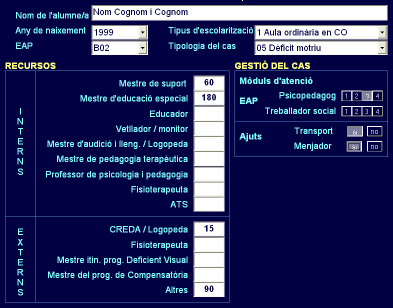 Nom de l'alumne/a Nom Cognom i Cognom
Any de naixement 1999 Tipus d'escolarització 1 Aula ordinària en CO
EAP B02 Tipologia del cas 05 Dèficit motriu
RECURSOS GESTIÓ DEL CAS
INTERNS
Mestre de suport 60
Mestre d'educació especial 180
Educador
Vetllador / monitor
Mestre d'audició i lleng. / Logopeda
Mestre de pedagogia terapèutica
Professor de psicologia i pedagogia
Fisioterapeuta
ATS
EXTERNS
CREDA / Logopeda 15
Fisioterapeuta
Mestre itin. prog. Deficient Visual
Mestre del prog. de Compensatòria
Altres 90
Mòduls d'atenció
EAP Psicopedagog 1 2 3 4
Treballador social 1 2 3 4
Ajuts Transport no
Menjador no